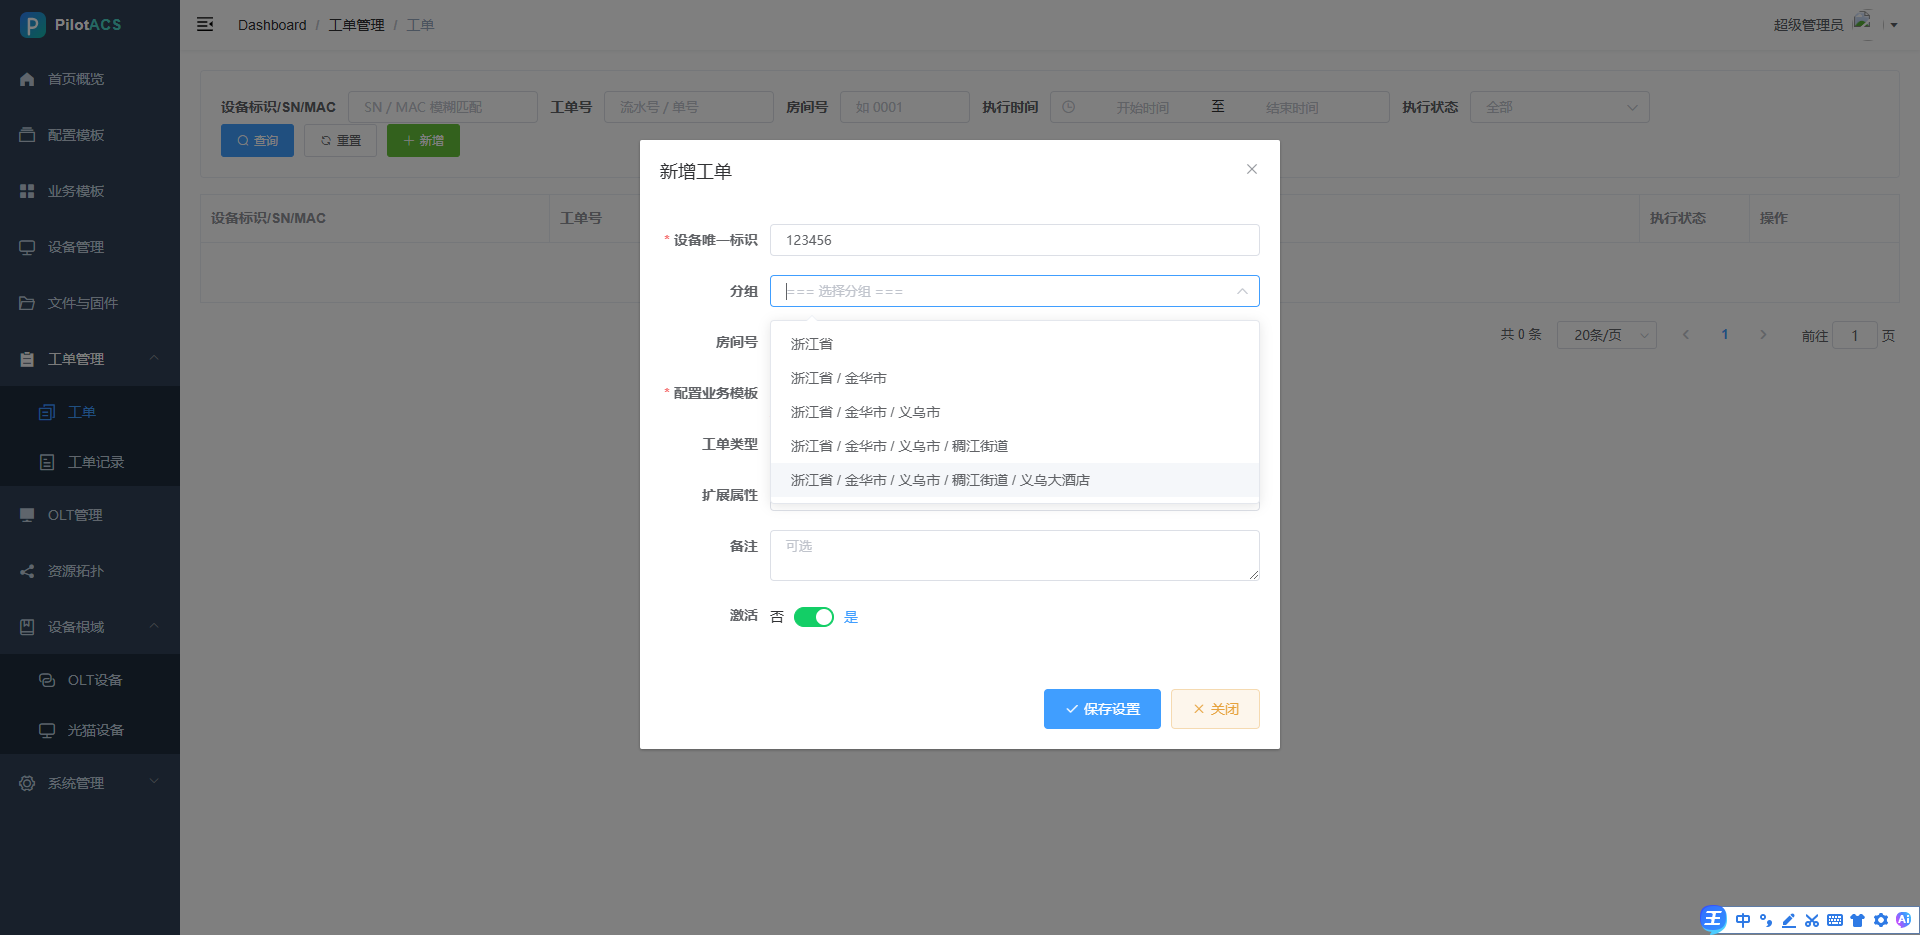 PilotACS
Dashboard / 工单管理 / 工单
超级管理员
首页概览
配置模板
业务模板
设备管理
文件与固件
工单管理
工单
工单记录
OLT管理
资源拓扑
设备根域
OLT设备
光猫设备
系统管理
设备标识/SN/MAC SN / MAC 模糊匹配 工单号 流水号 / 单号 房间号 如 0001 执行时间 开始时间 至 结束时间 执行状态 全部
查询 重置 新增
设备标识/SN/MAC 工单号 执行状态 操作
共 0 条 20条/页 1 前往 1 页
新增工单
* 设备唯一标识 123456
分组 === 选择分组 ===
房间号
* 配置业务模板
工单类型
扩展属性
浙江省
浙江省 / 金华市
浙江省 / 金华市 / 义乌市
浙江省 / 金华市 / 义乌市 / 稠江街道
浙江省 / 金华市 / 义乌市 / 稠江街道 / 义乌大酒店
备注 可选
激活 否 是
保存设置 关闭
王 中